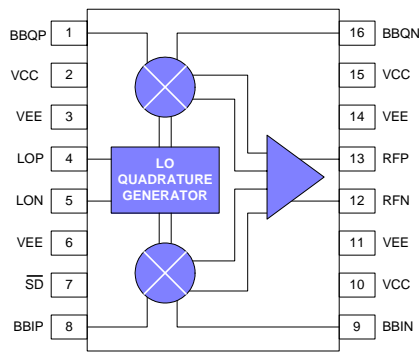 BBQP 1 16 BBQN
VCC 2 15 VCC
VEE 3 14 VEE
LOP 4 LO 13 RFP
QUADRATURE
LON 5 GENERATOR 12 RFN
VEE 6 11 VEE
S̅D̅ 7 10 VCC
BBIP 8 9 BBIN